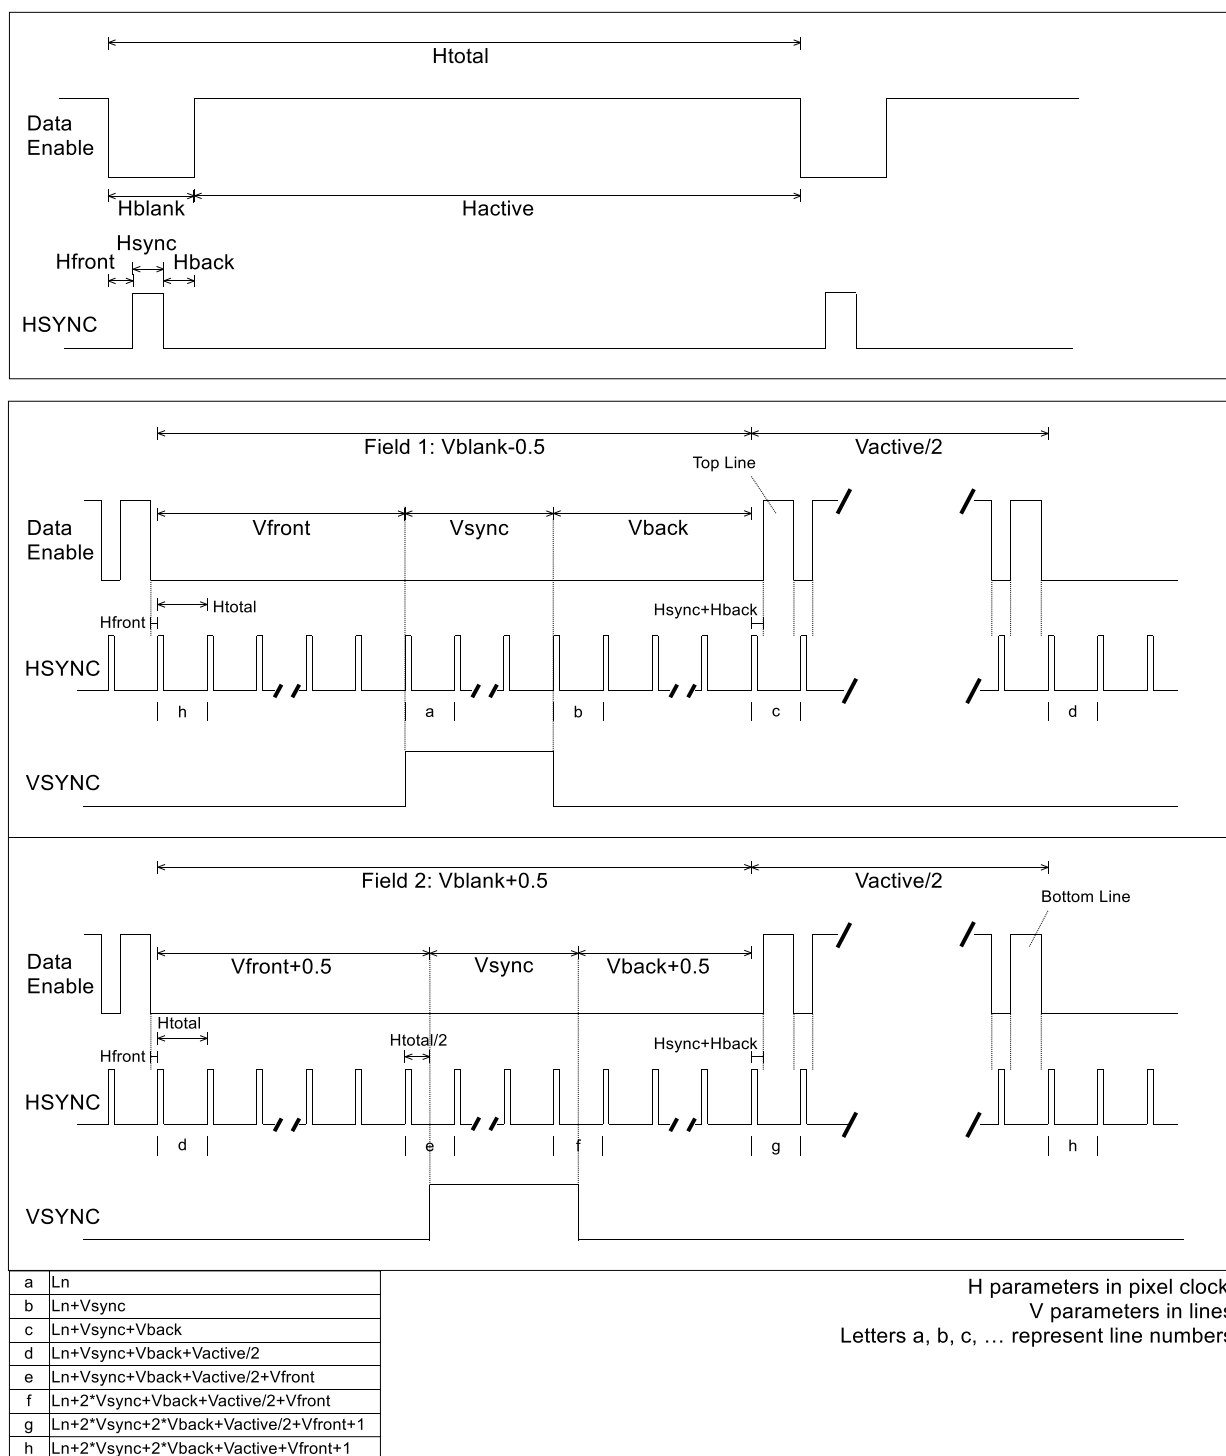 Htotal
Data
Enable
Hblank
Hactive
Hsync
Hfront
Hback
HSYNC
Field 1: Vblank-0.5
Vactive/2
Top Line
Data
Enable
Vfront
Vsync
Vback
Htotal
Hfront
Hsync+Hback
HSYNC
h
a
b
c
d
VSYNC
Field 2: Vblank+0.5
Vactive/2
Bottom Line
Data
Enable
Vfront+0.5
Vsync
Vback+0.5
Htotal
Htotal/2
Hfront
Hsync+Hback
HSYNC
d
e
f
g
h
VSYNC
a Ln
b Ln+Vsync
c Ln+Vsync+Vback
d Ln+Vsync+Vback+Vactive/2
e Ln+Vsync+Vback+Vactive/2+Vfront
f Ln+2*Vsync+Vback+Vactive/2+Vfront
g Ln+2*Vsync+2*Vback+Vactive/2+Vfront+1
h Ln+2*Vsync+2*Vback+Vactive+Vfront+1
H parameters in pixel clock
V parameters in lines
Letters a, b, c, … represent line numbers